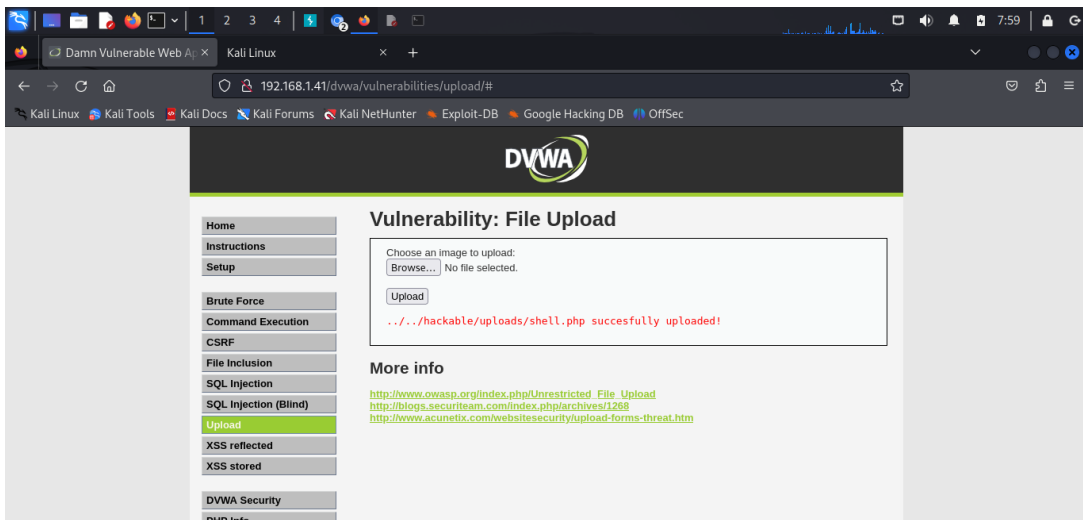 1 2 3 4 2 7:59
Damn Vulnerable Web Ap Kali Linux
192.168.1.41/dvwa/vulnerabilities/upload/#
Kali Linux Kali Tools Kali Docs Kali Forums Kali NetHunter Exploit-DB Google Hacking DB OffSec
DVWA
Vulnerability: File Upload
Home
Instructions
Setup
Brute Force
Command Execution
CSRF
File Inclusion
SQL Injection
SQL Injection (Blind)
Upload
XSS reflected
XSS stored
DVWA Security
PHP Info
Choose an image to upload:
Browse... No file selected.
Upload
../../hackable/uploads/shell.php succesfully uploaded!
More info
http://www.owasp.org/index.php/Unrestricted_File_Upload
http://blogs.securiteam.com/index.php/archives/1268
http://www.acunetix.com/websitesecurity/upload-forms-threat.htm